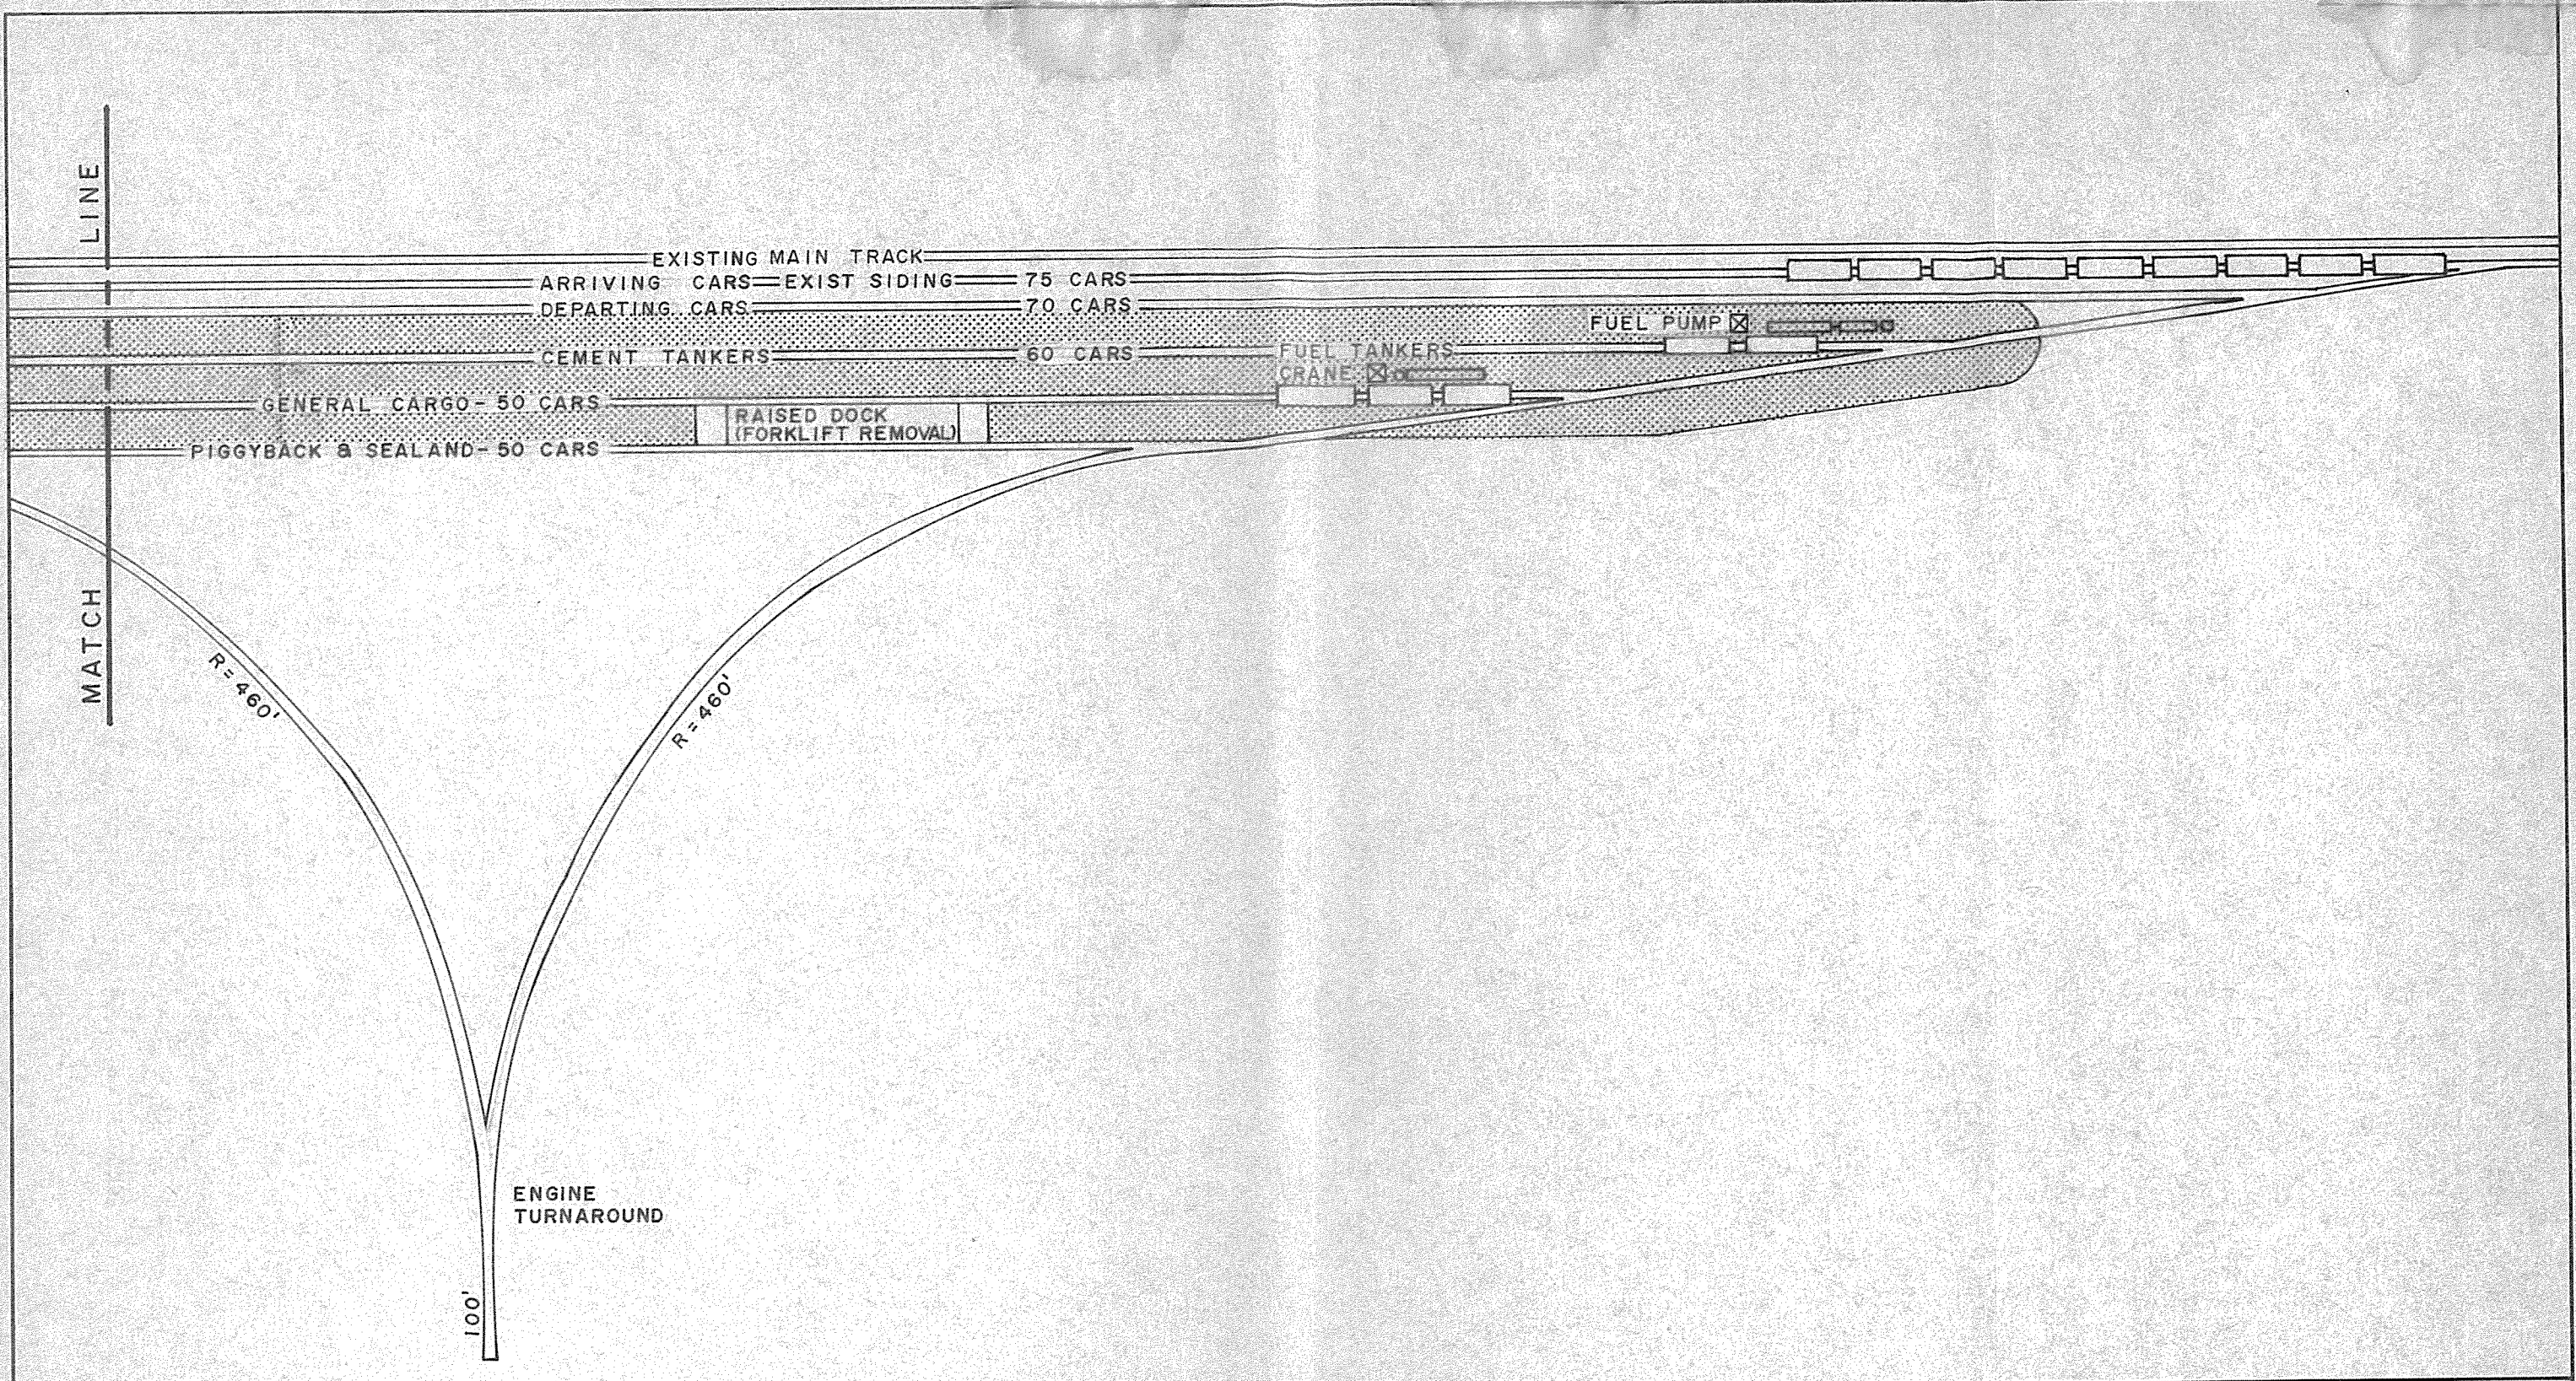 LINE
EXISTING MAIN TRACK
ARRIVING CARS EXIST SIDING 75 CARS
DEPARTING CARS 70 CARS
FUEL PUMP
CEMENT TANKERS 60 CARS FUEL TANKERS
CRANE
GENERAL CARGO - 50 CARS
RAISED DOCK
(FORKLIFT REMOVAL)
PIGGYBACK & SEALAND - 50 CARS
MATCH
R = 460'
R = 460'
ENGINE
TURNAROUND
100'